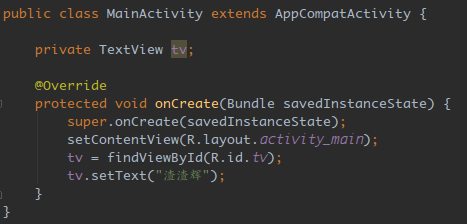 public class MainActivity extends AppCompatActivity {
private TextView tv;
@Override
protected void onCreate(Bundle savedInstanceState) {
super.onCreate(savedInstanceState);
setContentView(R.layout.activity_main);
tv = findViewById(R.id.tv);
tv.setText("渣渣辉");
}
}